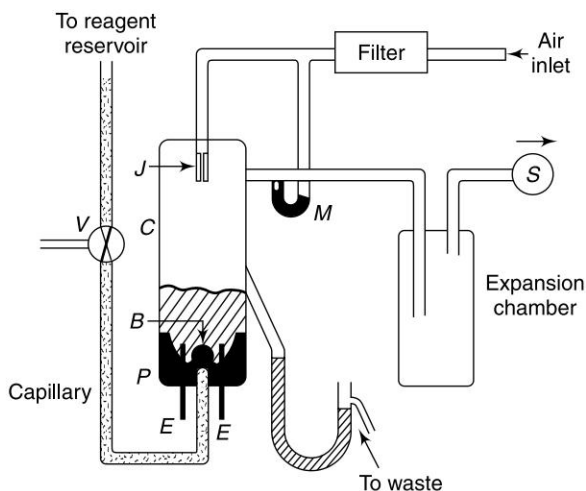 To reagent
reservoir
Filter
Air
inlet
J
S
M
V
C
B
Expansion
chamber
P
Capillary
E
E
To waste